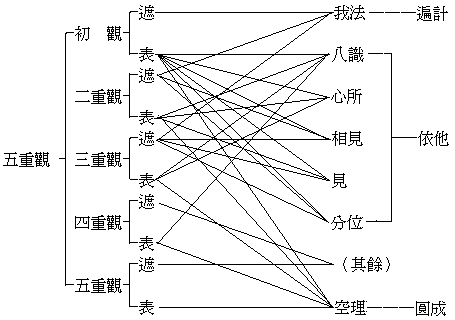 遮 我法 遍計
初 觀
表 八識
遮
二重觀 心所
表
遮 相見 依他
五重觀 三重觀
表 見
遮
四重觀 分位
表
遮 （其餘）
五重觀
表 空理 圓成